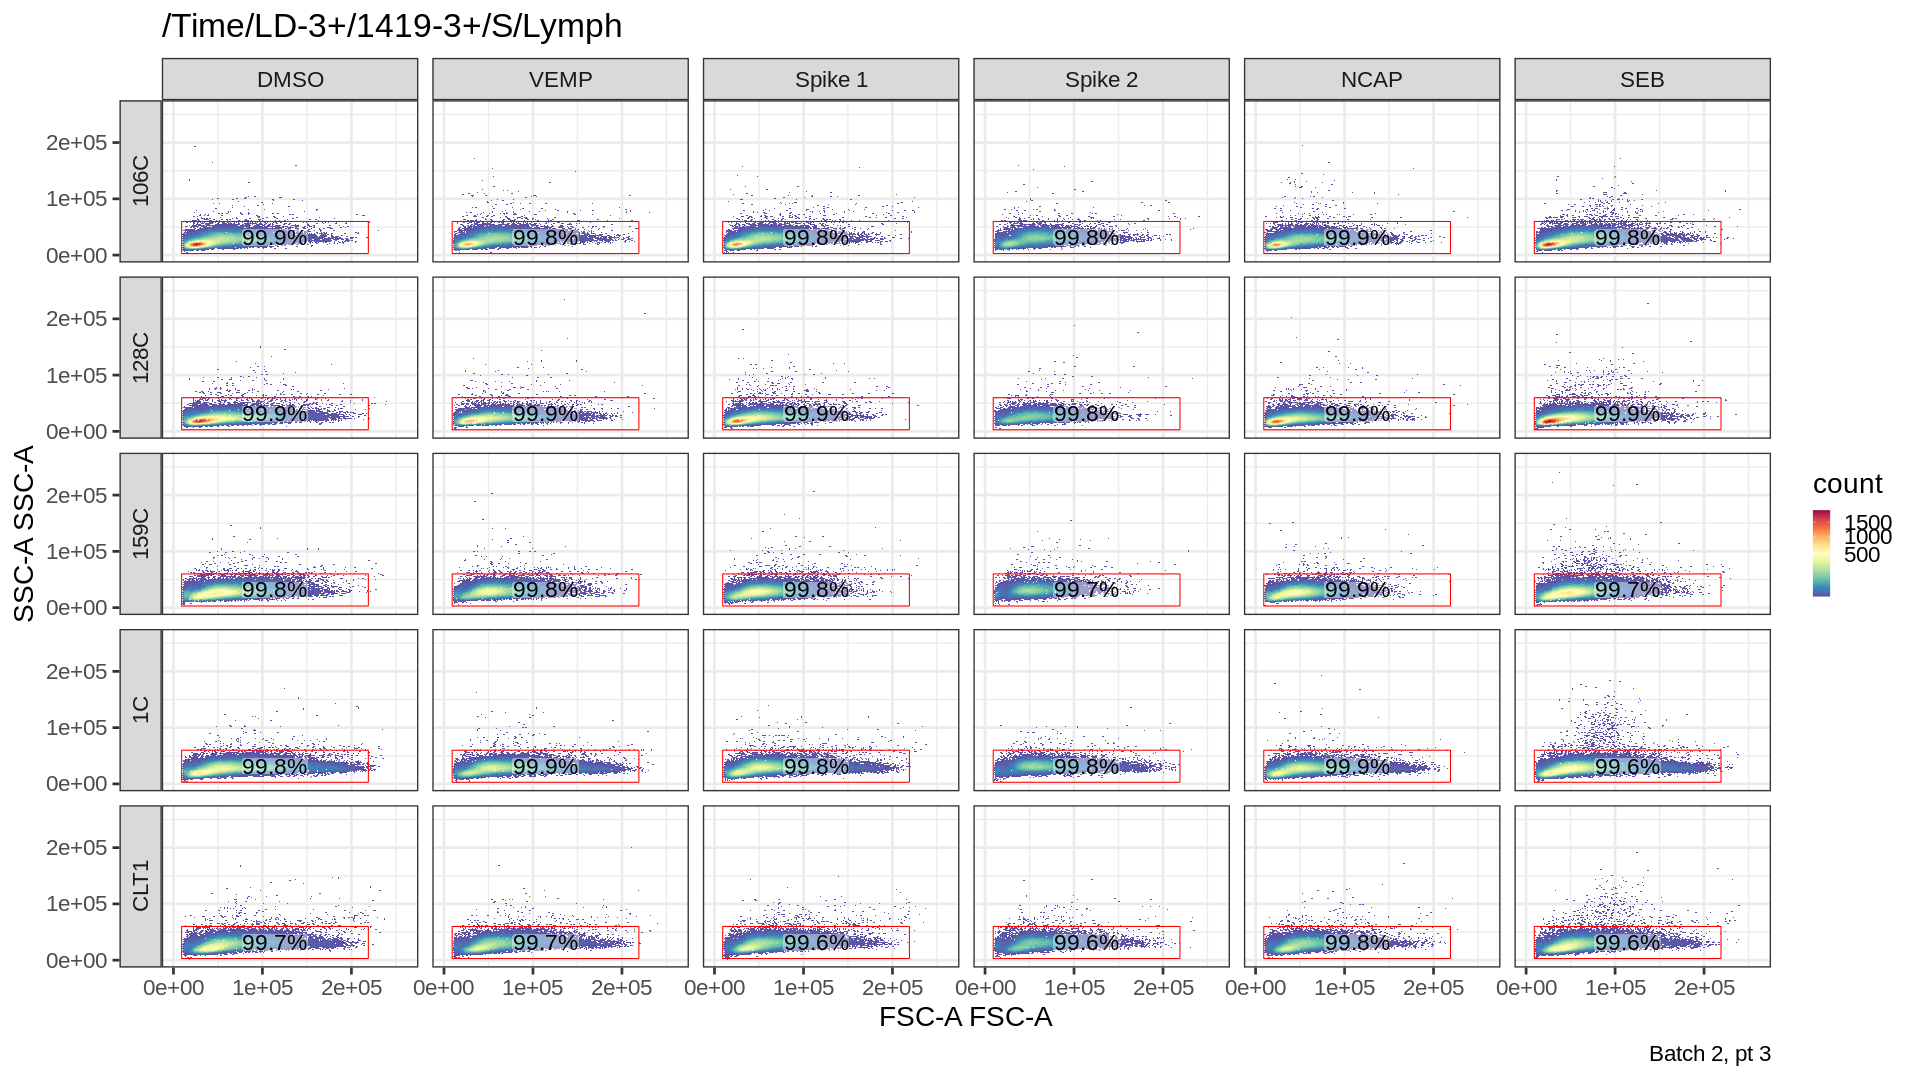 /Time/LD-3+/1419-3+/S/Lymph
DMSO VEMP Spike 1 Spike 2 NCAP SEB
SSC-A SSC-A
106C
2e+05
1e+05
0e+00
99.9% 99.8% 99.8% 99.8% 99.9% 99.8%
128C
2e+05
1e+05
0e+00
99.9% 99.9% 99.9% 99.8% 99.9% 99.9%
159C
2e+05
1e+05
0e+00
99.8% 99.8% 99.8% 99.7% 99.9% 99.7%
1C
2e+05
1e+05
0e+00
99.8% 99.9% 99.8% 99.8% 99.9% 99.6%
CLT1
2e+05
1e+05
0e+00
99.7% 99.7% 99.6% 99.6% 99.8% 99.6%
0e+00 1e+05 2e+05 0e+00 1e+05 2e+05 0e+00 1e+05 2e+05 0e+00 1e+05 2e+05 0e+00 1e+05 2e+05 0e+00 1e+05 2e+05
FSC-A FSC-A
count
1500
1000
500
Batch 2, pt 3